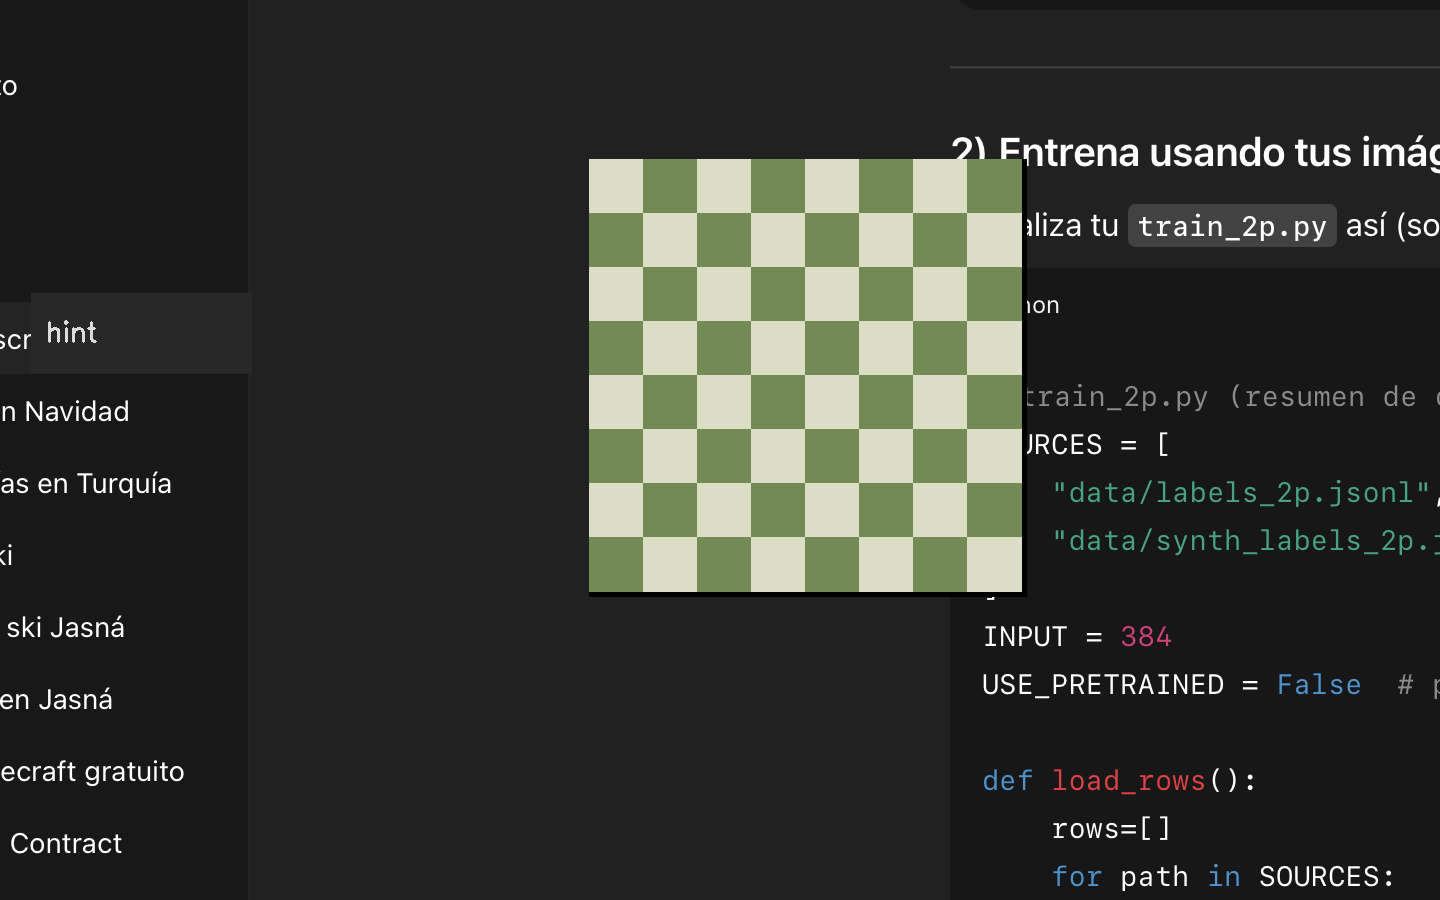 to
scr
hint
n Navidad
ías en Turquía
ki
ski Jasná
en Jasná
ecraft gratuito
Contract
2) Entrena usando tus imág
aliza tu train_2p.py así (so
on
train_2p.py (resumen de
URCES = [
"data/labels_2p.jsonl",
"data/synth_labels_2p.j
]
INPUT = 384
USE_PRETRAINED = False # p
def load_rows():
rows=[]
for path in SOURCES: